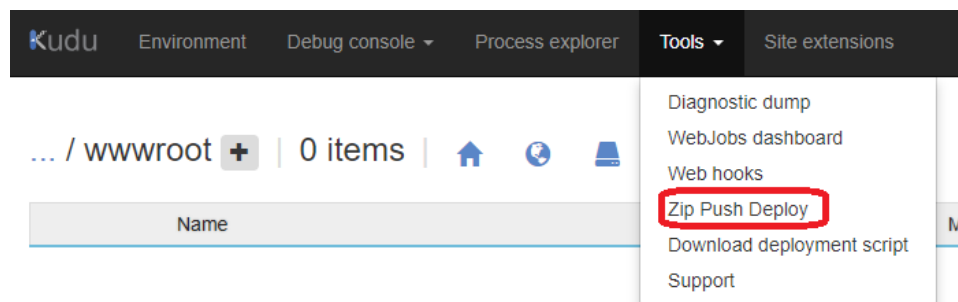 Kudu Environment Debug console Process explorer Tools Site extensions
Diagnostic dump
... / wwwroot + | 0 items |
WebJobs dashboard
Web hooks
Name
Zip Push Deploy
M
Download deployment script
Support